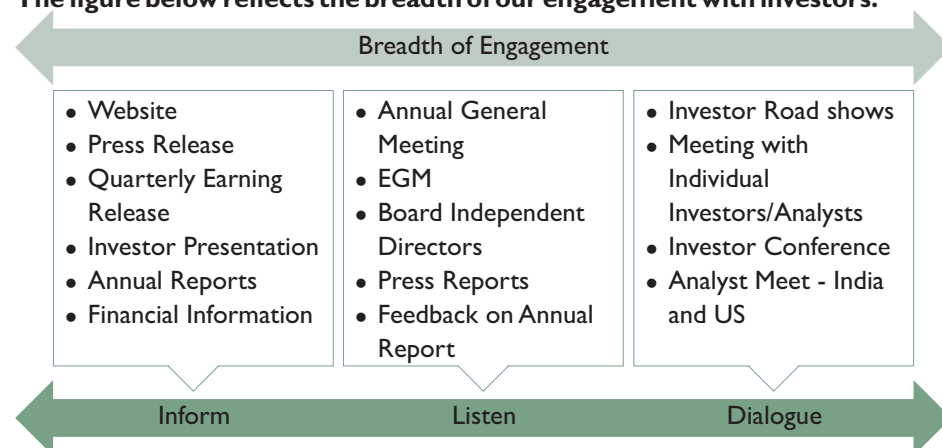 The figure below reflects the breadth of our engagement with investors:
Breadth of Engagement
• Website
• Press Release
• Quarterly Earning
Release
• Investor Presentation
• Annual Reports
• Financial Information
• Annual General
Meeting
• EGM
• Board Independent
Directors
• Press Reports
• Feedback on Annual
Report
• Investor Road shows
• Meeting with
Individual
Investors/Analysts
• Investor Conference
• Analyst Meet - India
and US
Inform
Listen
Dialogue